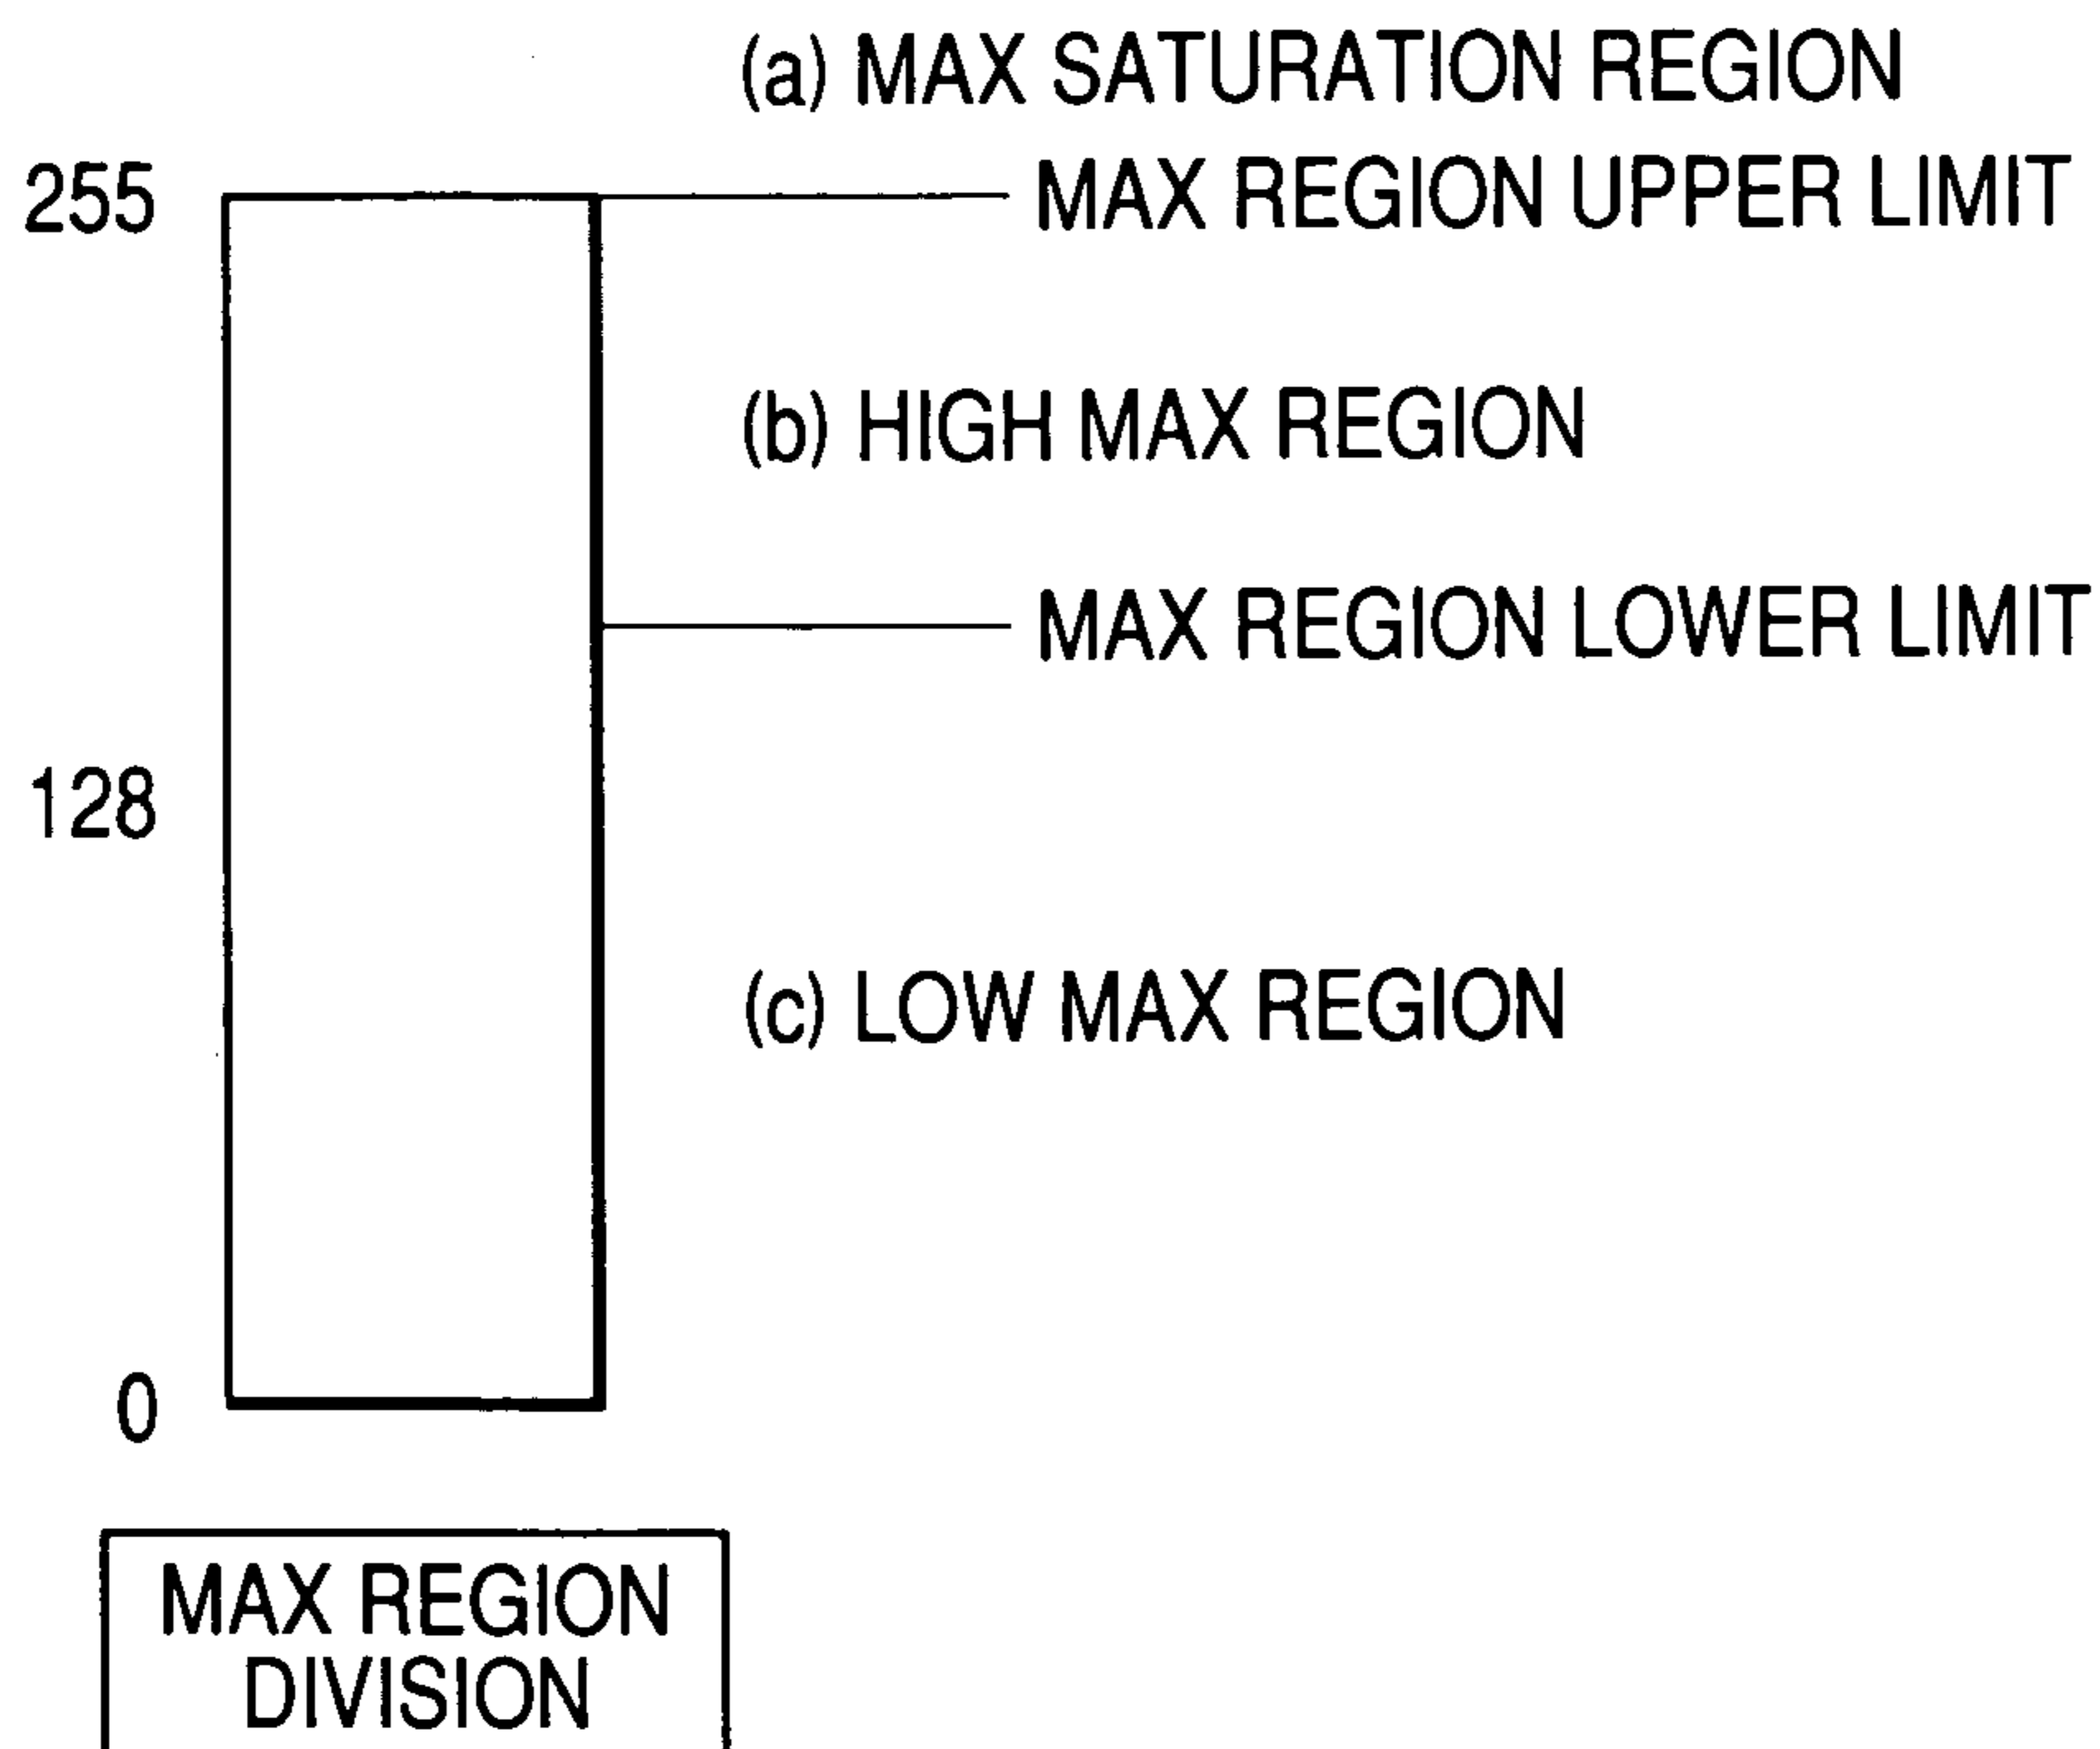 (a) MAX SATURATION REGION
255
MAX REGION UPPER LIMIT
(b) HIGH MAX REGION
MAX REGION LOWER LIMIT
128
(c) LOW MAX REGION
0
MAX REGION
DIVISION